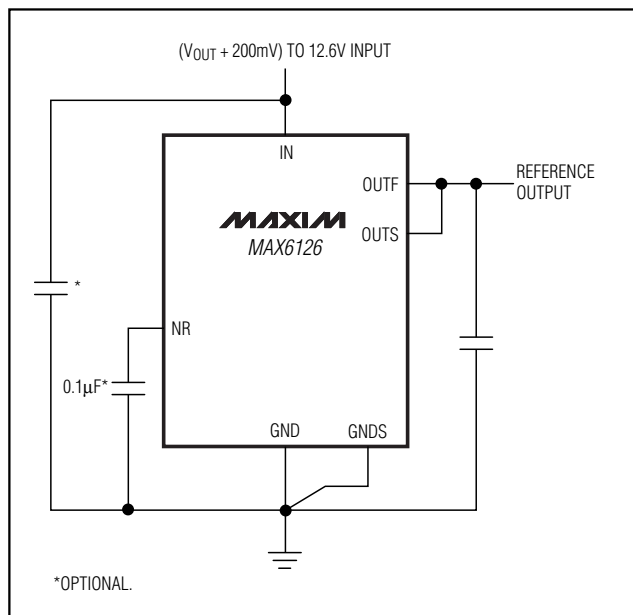 (VOUT + 200mV) TO 12.6V INPUT
IN
OUTF
REFERENCE
OUTPUT
MAXIM
MAX6126
OUTS
*
NR
0.1μF*
GND
GNDS
*OPTIONAL.